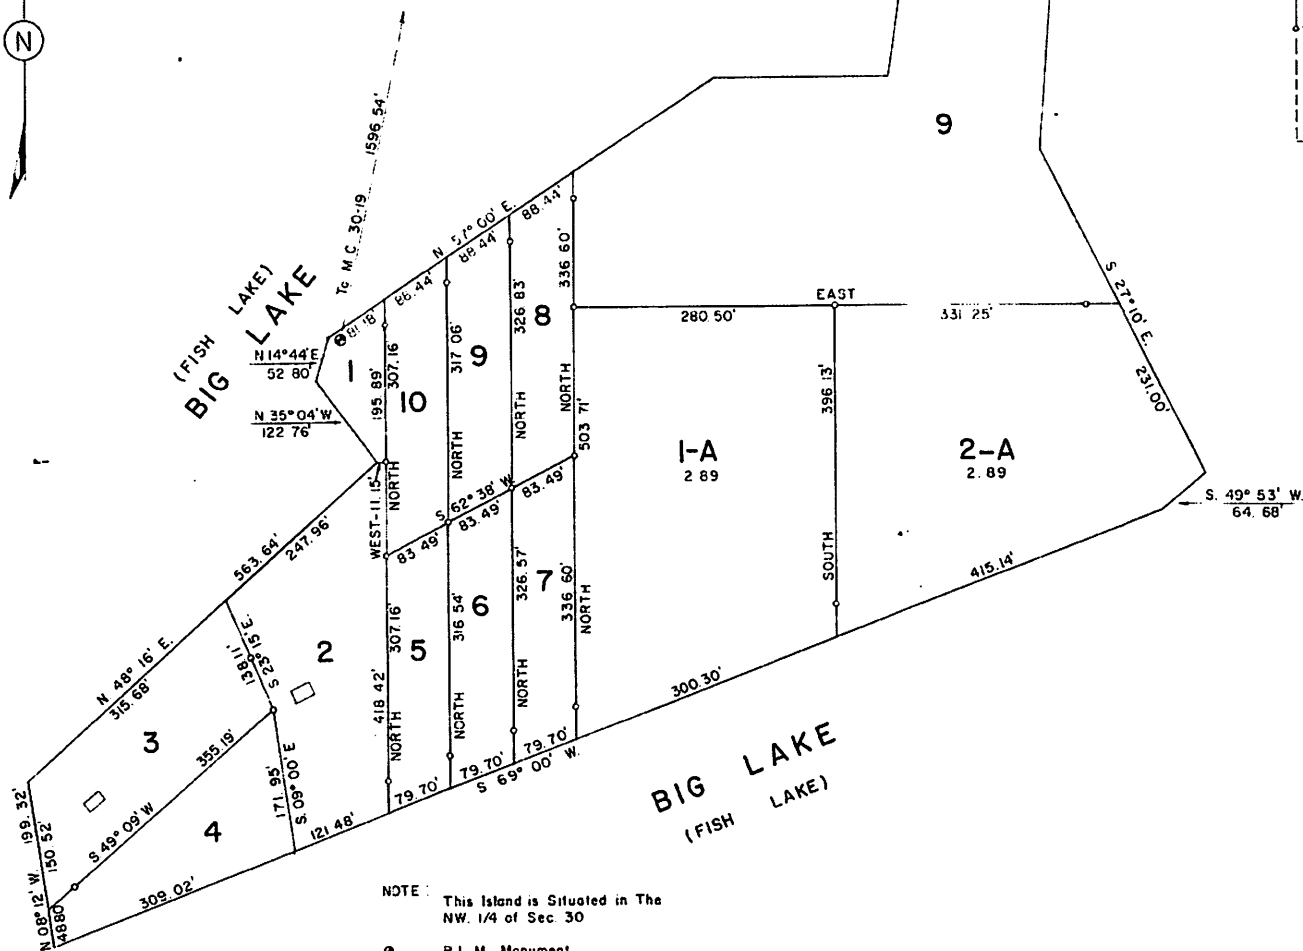 N
To M.C. 30-19 1596.54'
9
(FISH LAKE)
BIG LAKE
N. 57° 00' E.
81.18'
88.44'
88.44'
88.44'
N 14°44'E
52.80'
N 35°04'W
122.76'
1
195.89'
307.16
10
NORTH
317.06'
NORTH
9
326.83'
NORTH
8
336.60'
NORTH
503.71'
EAST
280.50'
331.25'
S. 27° 10' E.
231.00'
396.13'
SOUTH
1-A
2.89
2-A
2.89
S. 49° 53' W.
64.68'
415.14'
300.30'
WEST-11.15'
S. 62° 38' W.
83.49'
83.49'
83.49'
563.64'
247.96'
N 48° 16' E.
315.68'
138.11'
S 23° 15' E.
2
418.42'
307.16'
NORTH
5
316.54'
NORTH
6
326.57'
NORTH
7
336.60'
NORTH
3
355.19'
S 49° 09' W
171.95'
S. 09° 00' E
4
199.32'
150.52'
N 08° 12' W.
48.80'
309.02'
121.48'
79.70'
79.70'
79.70'
S 69° 00' W.
BIG LAKE
(FISH LAKE)
NOTE: This Island is Situated in The
NW. 1/4 of Sec. 30
B.L.M. Monument